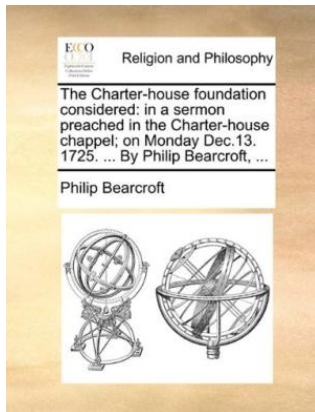 ECCO
Religion and Philosophy
The Charter-house foundation
considered: in a sermon
preached in the Charter-house
chappel; on Monday Dec.13.
1725. ... By Philip Bearcroft, ...
Philip Bearcroft